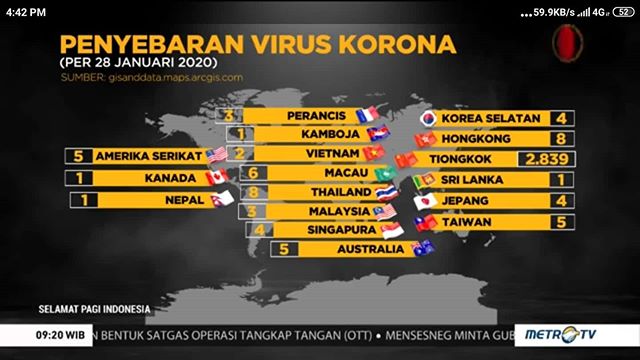 4:42 PM
...59.9KB/s 4G 52
PENYEBARAN VIRUS KORONA
(PER 28 JANUARI 2020)
SUMBER: gisanddata.maps.arcgis.com
5 AMERIKA SERIKAT
1 KANADA
1 NEPAL
3 PERANCIS
1 KAMBOJA
2 VIETNAM
6 MACAU
8 THAILAND
3 MALAYSIA
4 SINGAPURA
5 AUSTRALIA
KOREA SELATAN 4
HONGKONG 8
TIONGKOK 2.839
SRI LANKA 1
JEPANG 4
TAIWAN 5
SELAMAT PAGI INDONESIA
09:20 WIB
BENTUK SATGAS OPERASI TANGKAP TANGAN (OTT) • MENSESNEG MINTA GUB
METRO TV